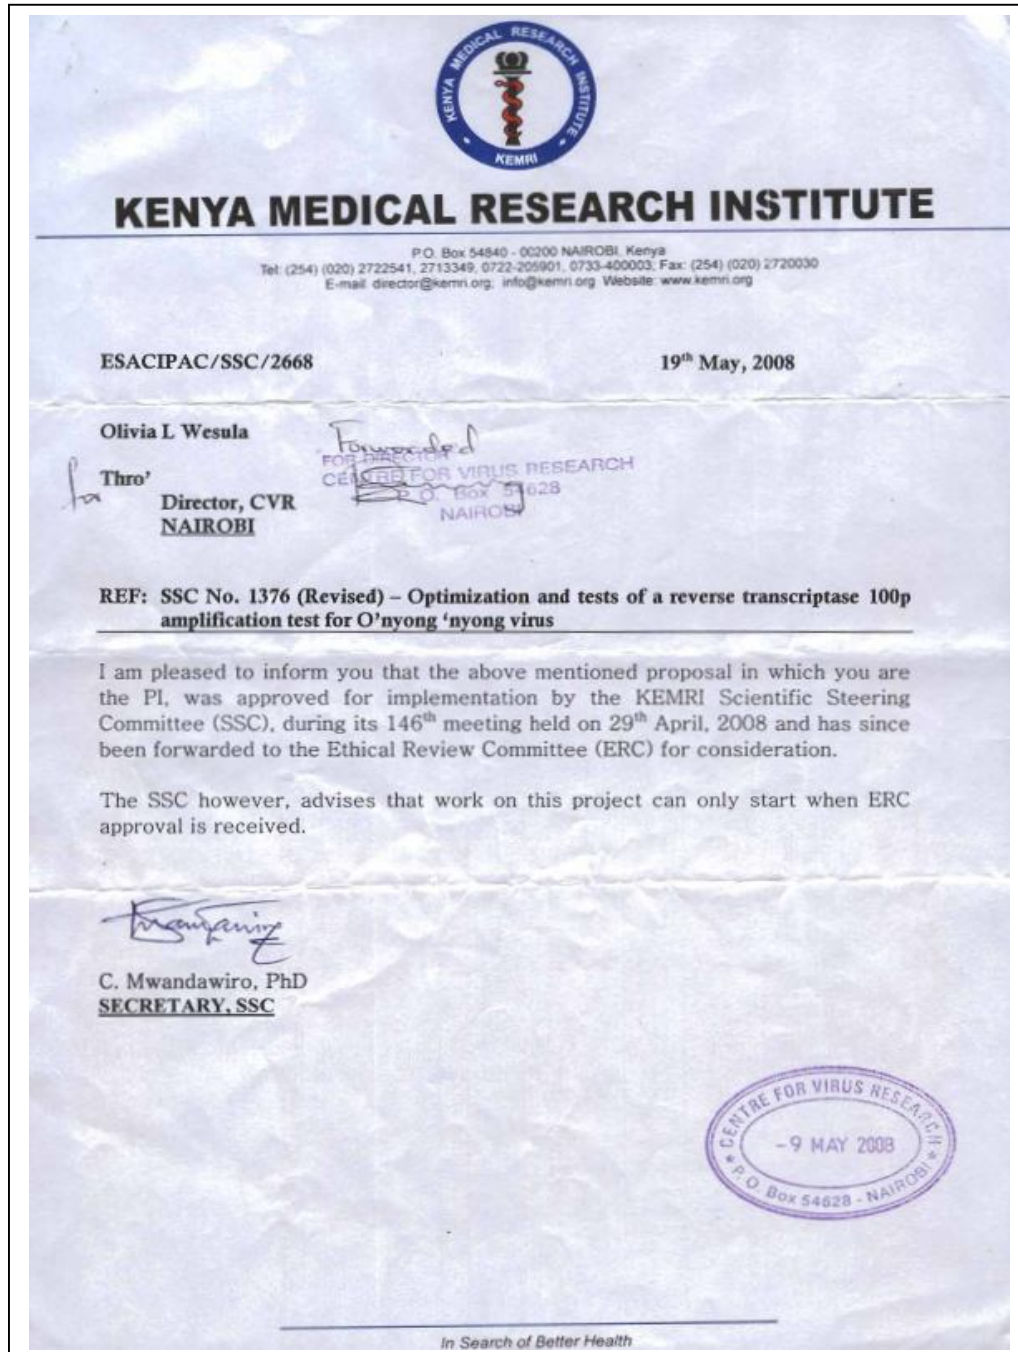 KENYA MEDICAL RESEARCH INSTITUTE
KEMRI
KENYA MEDICAL RESEARCH INSTITUTE
P.O. Box 54840 - 00200 NAIROBI, Kenya
Tel: (254) (020) 2722541, 2713349, 0722-205901, 0733-400003; Fax: (254) (020) 2720030
E-mail: director@kemri.org; info@kemri.org Website: www.kemri.org
ESACIPAC/SSC/2668 19th May, 2008
Olivia L Wesula
Forwarded
FOR DIRECTOR
CENTRE FOR VIRUS RESEARCH
P. O. Box 54628
NAIROBI
for Thro’
Director, CVR
NAIROBI
REF: SSC No. 1376 (Revised) – Optimization and tests of a reverse transcriptase 100p
amplification test for O’nyong ‘nyong virus
I am pleased to inform you that the above mentioned proposal in which you are
the PI, was approved for implementation by the KEMRI Scientific Steering
Committee (SSC), during its 146th meeting held on 29th April, 2008 and has since
been forwarded to the Ethical Review Committee (ERC) for consideration.
The SSC however, advises that work on this project can only start when ERC
approval is received.
C. Mwandawiro, PhD
SECRETARY, SSC
CENTRE FOR VIRUS RESEARCH
-9 MAY 2008
P. O. Box 54628 - NAIROBI
In Search of Better Health